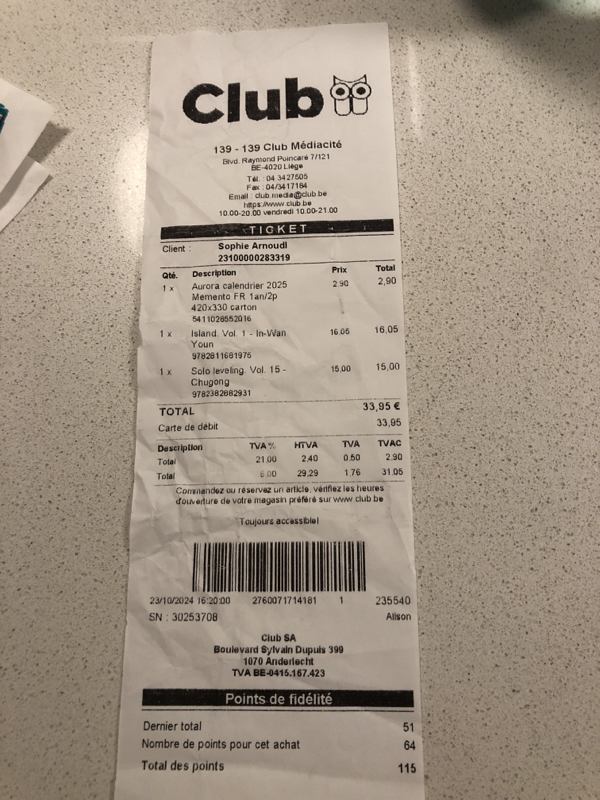 Club
139 - 139 Club Médiacité
Blvd. Raymond Puincaré 7/121
BE-4020 Liège
Tél. : 04 3427605
Fax : 04/3417184
Email : club.media@club.be
https://www.club.be
10.00-20.00 vendredi 10.00-21.00
TICKET
Client : Sophie Arnoudl
23100000283319
Qté. Description Prix Total
1 x Aurora calendrier 2025 2,90 2,90
Memento FR 1an/2p
420x330 carton
5411028552016
1 x Island. Vol. 1 - In-Wan 16,05 16,05
Youn
9782811681975
1 x Solo leveling. Vol. 15 - 15,00 15,00
Chugong
9782382882931
TOTAL 33,95 €
Carte de débit 33,95
Description TVA % HTVA TVA TVAC
Total 21.00 2.40 0.50 2.90
Total 6.00 29,29 1.76 31,05
Commandez ou réservez un article, vérifiez les heures
d'ouverture de votre magasin préféré sur www.club.be
Toujours accessible!
23/10/2024 16:20:00 2760071714181 1 235540
SN : 30253708 Alison
Club SA
Boulevard Sylvain Dupuis 399
1070 Anderlecht
TVA BE-0415.167.423
Points de fidélité
Dernier total 51
Nombre de points pour cet achat 64
Total des points 115